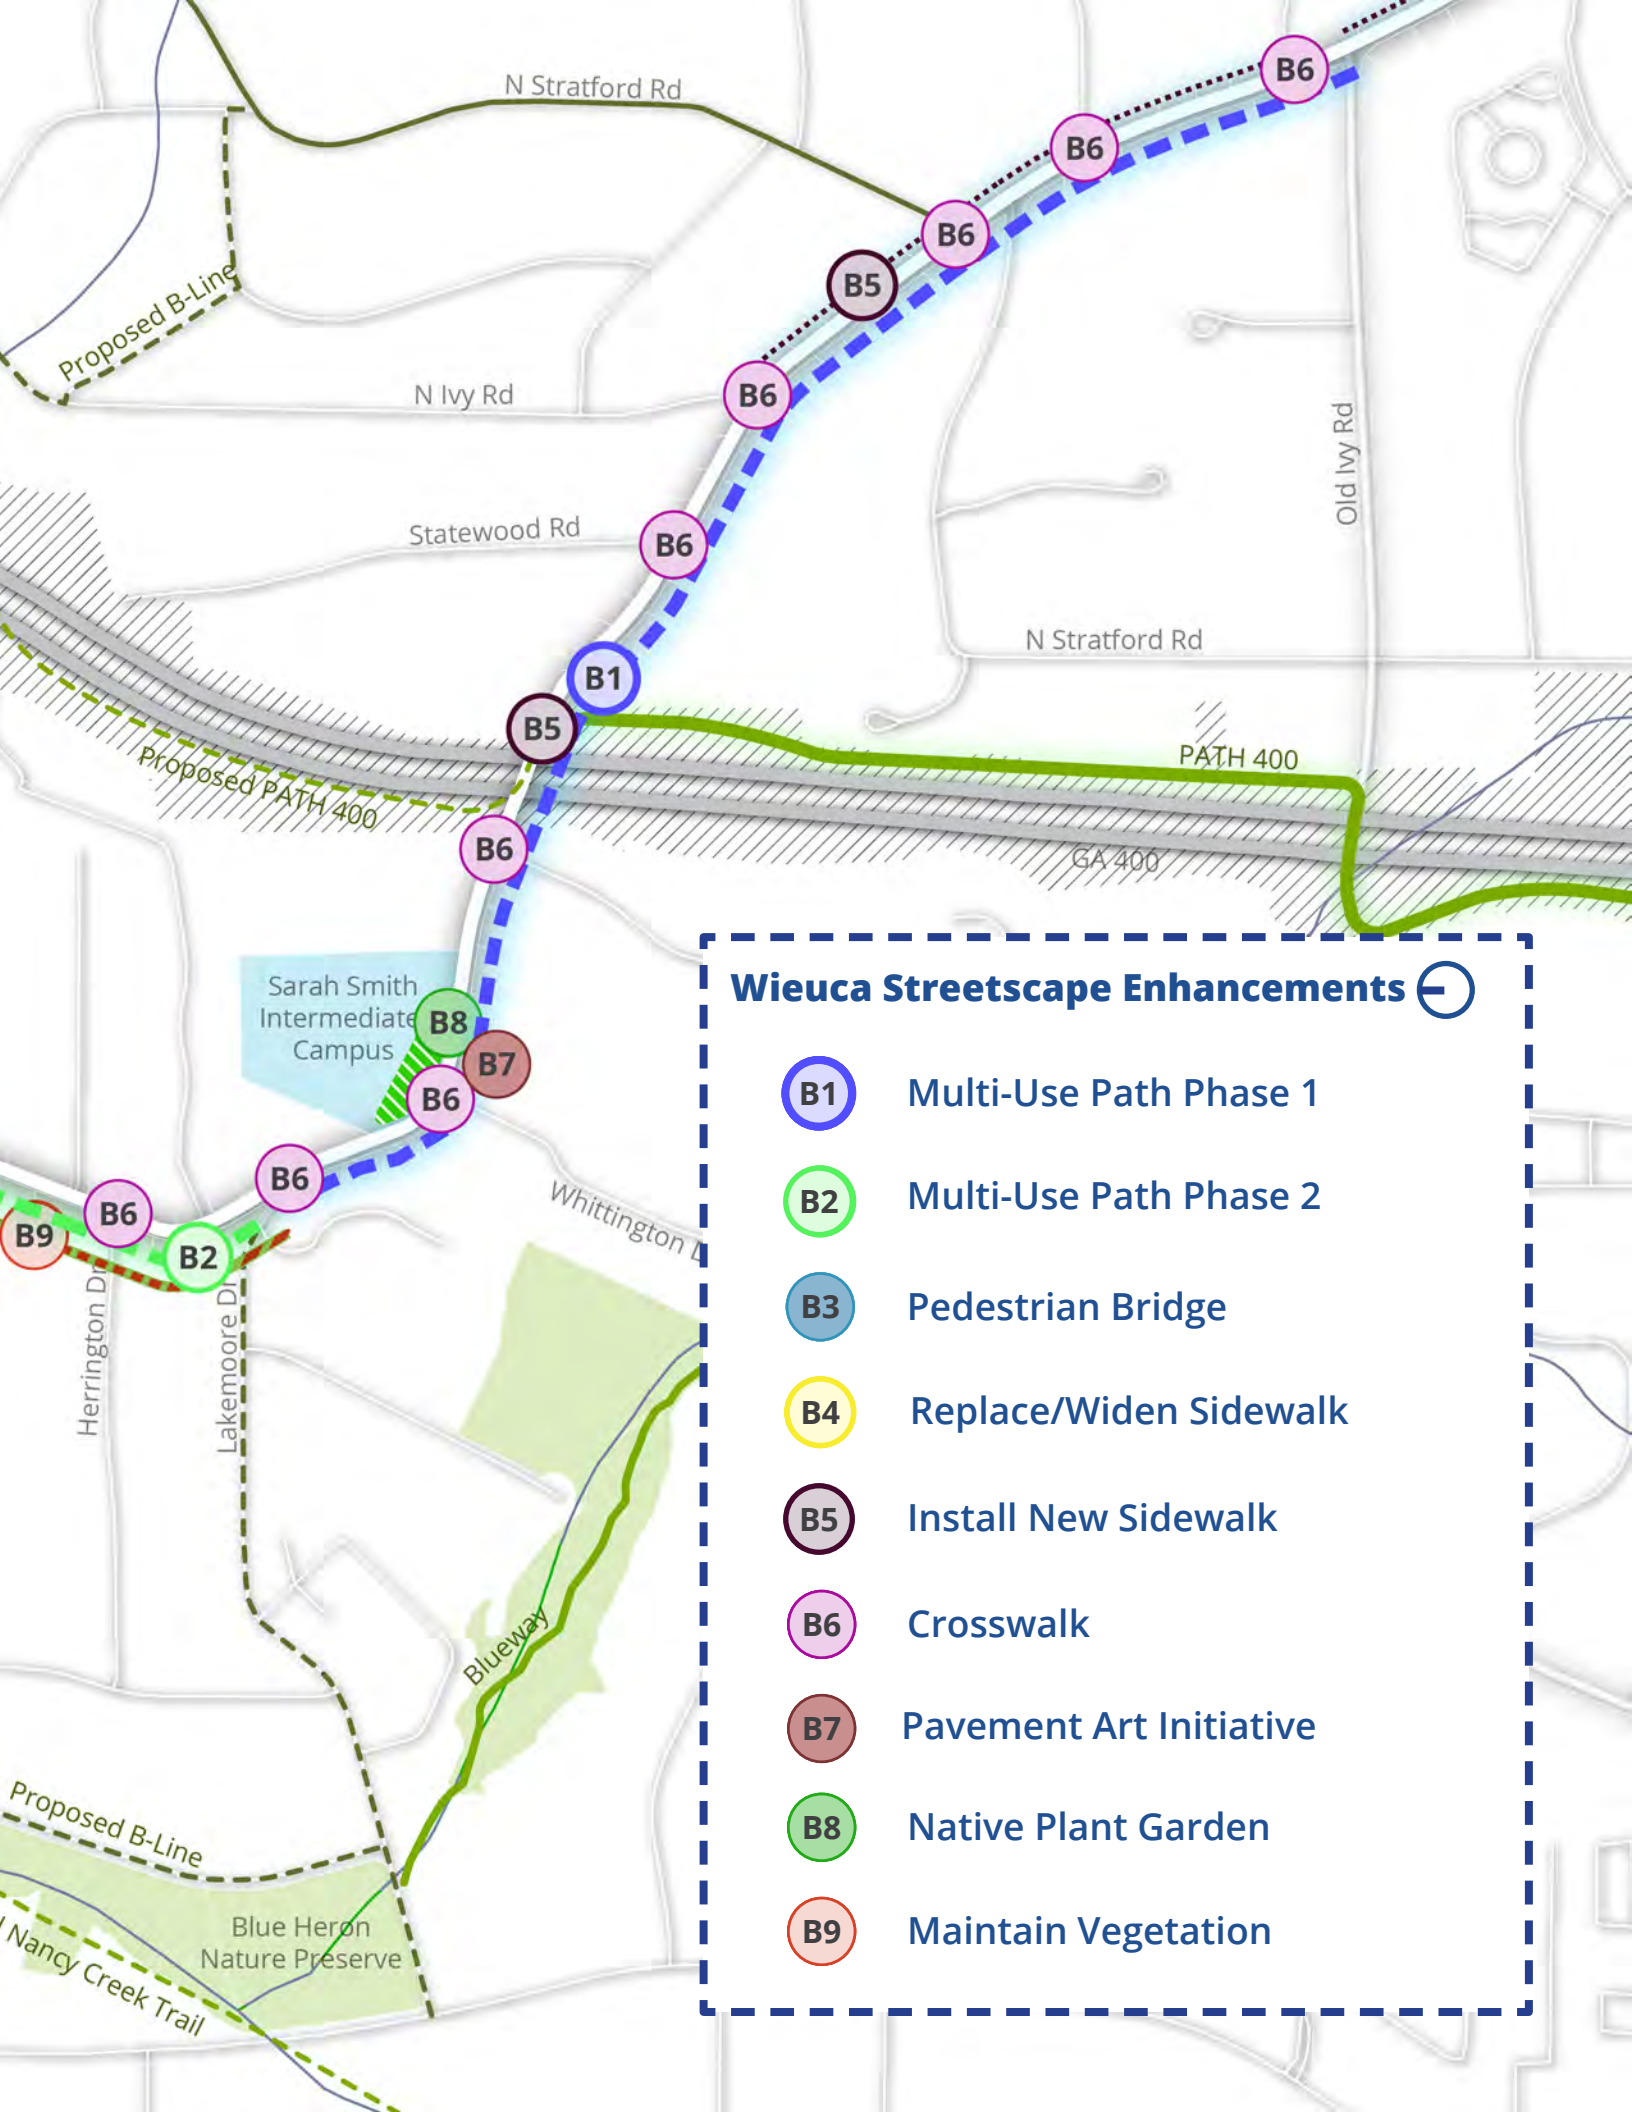 N Stratford Rd
B6
B6
B6
B5
Proposed B-Line
N Ivy Rd
B6
Old Ivy Rd
Statewood Rd
B6
N Stratford Rd
B1
B5
PATH 400
Proposed PATH 400
B6
GA 400
Sarah Smith
Intermediate
Campus
B8
B7
B6
B6
B6
B9
B2
Whittington
Herrington Dr
Lakemoore Dr
Blueway
Proposed B-Line
Blue Heron
Nature Preserve
Nancy Creek Trail
Wieuca Streetscape Enhancements
B1 Multi-Use Path Phase 1
B2 Multi-Use Path Phase 2
B3 Pedestrian Bridge
B4 Replace/Widen Sidewalk
B5 Install New Sidewalk
B6 Crosswalk
B7 Pavement Art Initiative
B8 Native Plant Garden
B9 Maintain Vegetation